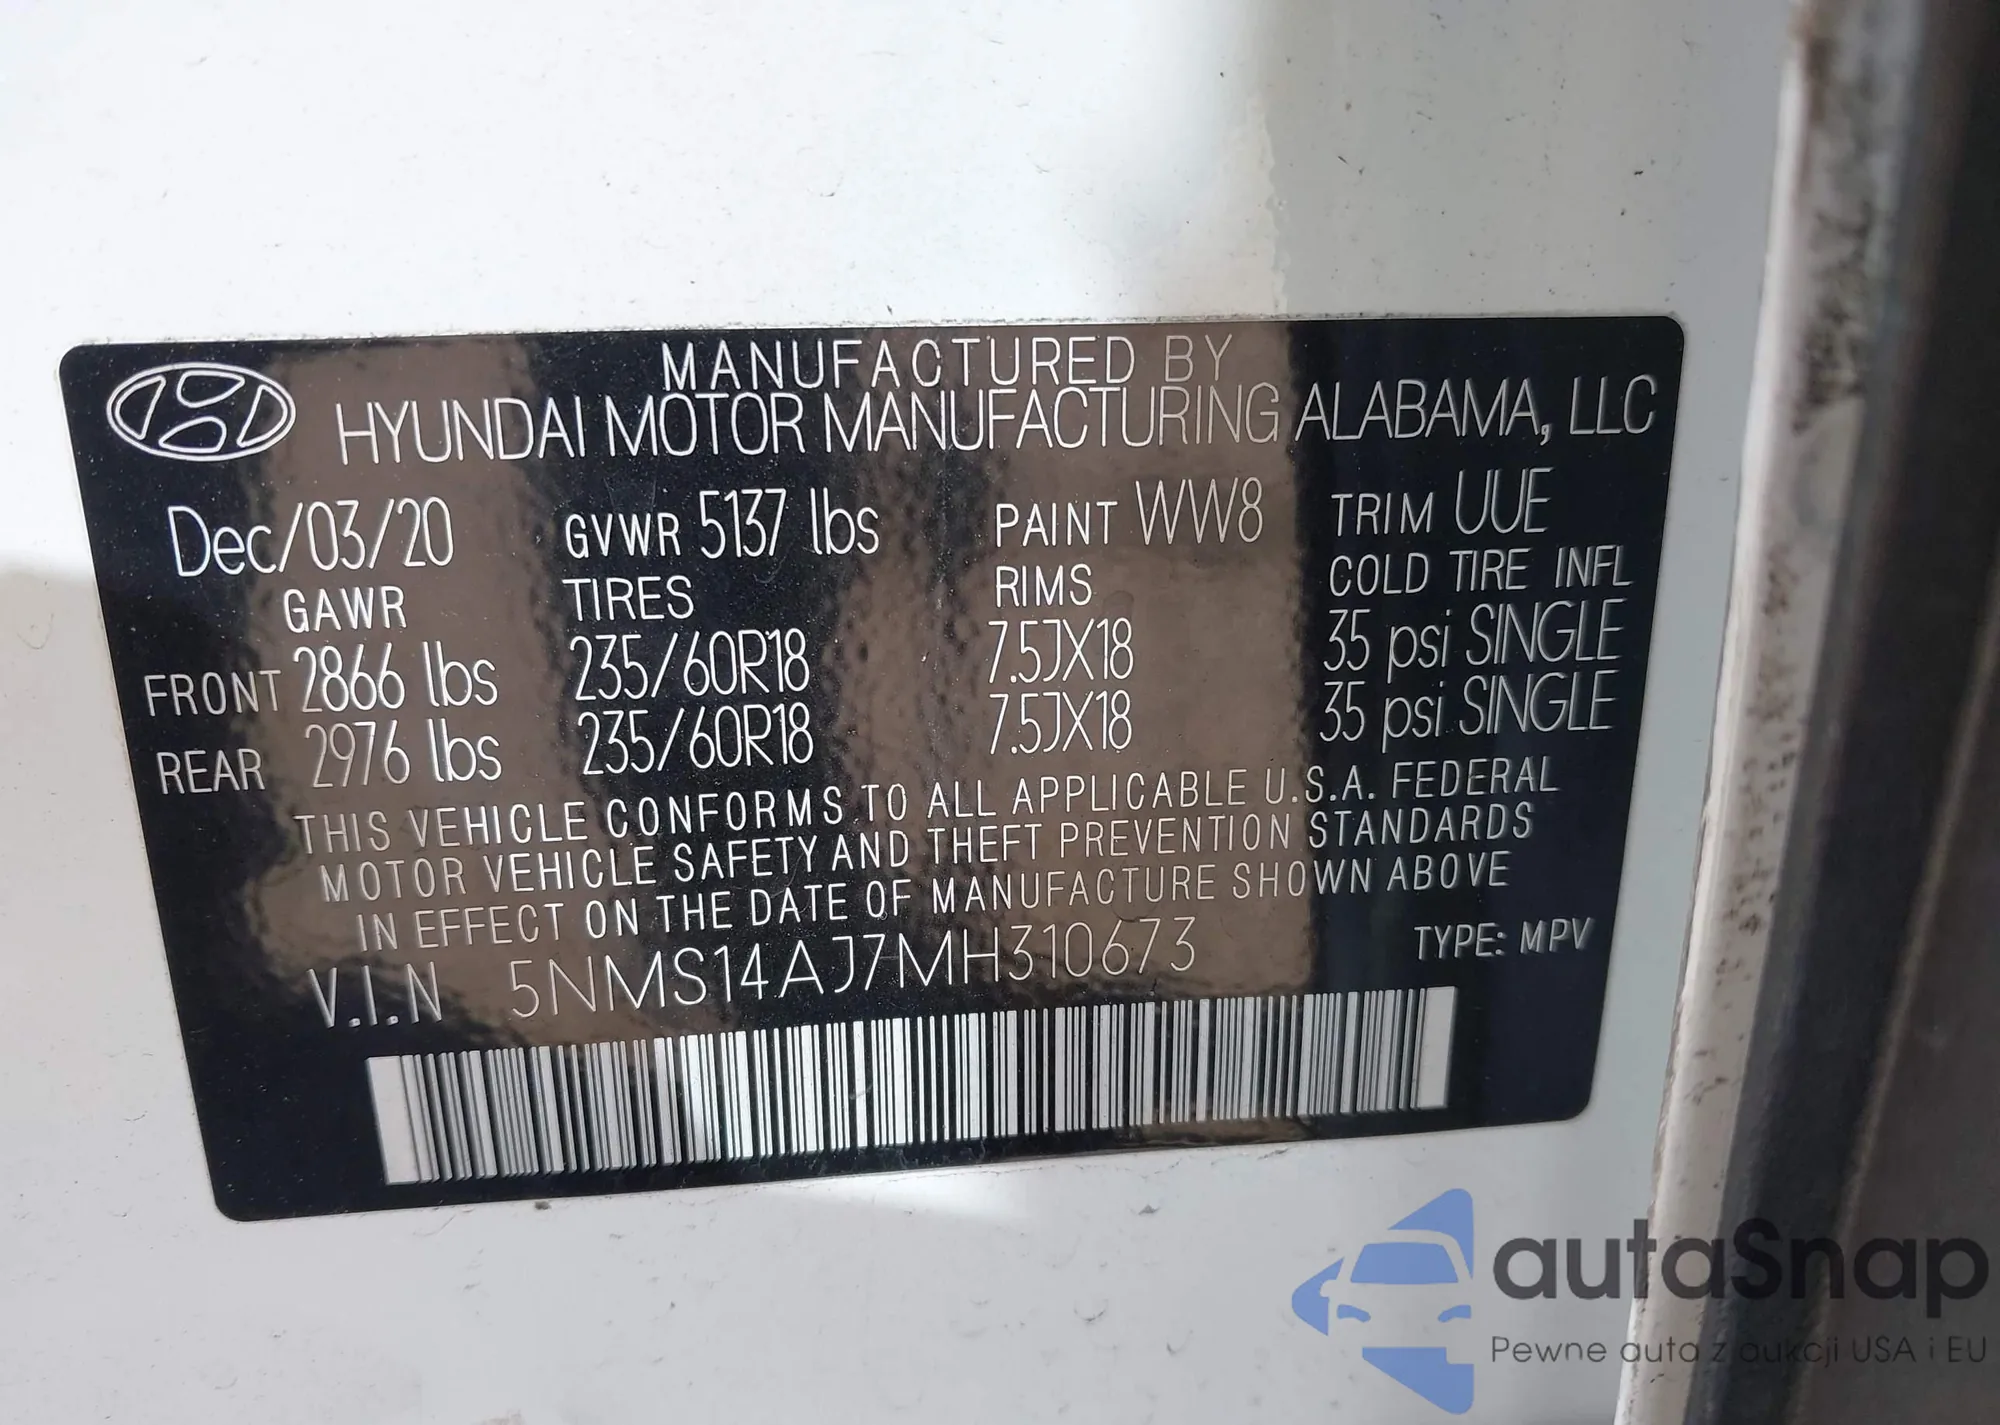 MANUFACTURED BY
HYUNDAI MOTOR MANUFACTURING ALABAMA, LLC
Dec/03/20 GVWR 5137 lbs PAINT WW8 TRIM UUE
GAWR TIRES RIMS COLD TIRE INFL
FRONT 2866 lbs 235/60R18 7.5JX18 35 psi SINGLE
REAR 2976 lbs 235/60R18 7.5JX18 35 psi SINGLE
THIS VEHICLE CONFORMS TO ALL APPLICABLE U.S.A. FEDERAL
MOTOR VEHICLE SAFETY AND THEFT PREVENTION STANDARDS
IN EFFECT ON THE DATE OF MANUFACTURE SHOWN ABOVE
V.I.N 5NMS14AJ7MH310673 TYPE: MPV
autaSnap
Pewne auta z aukcji USA i EU